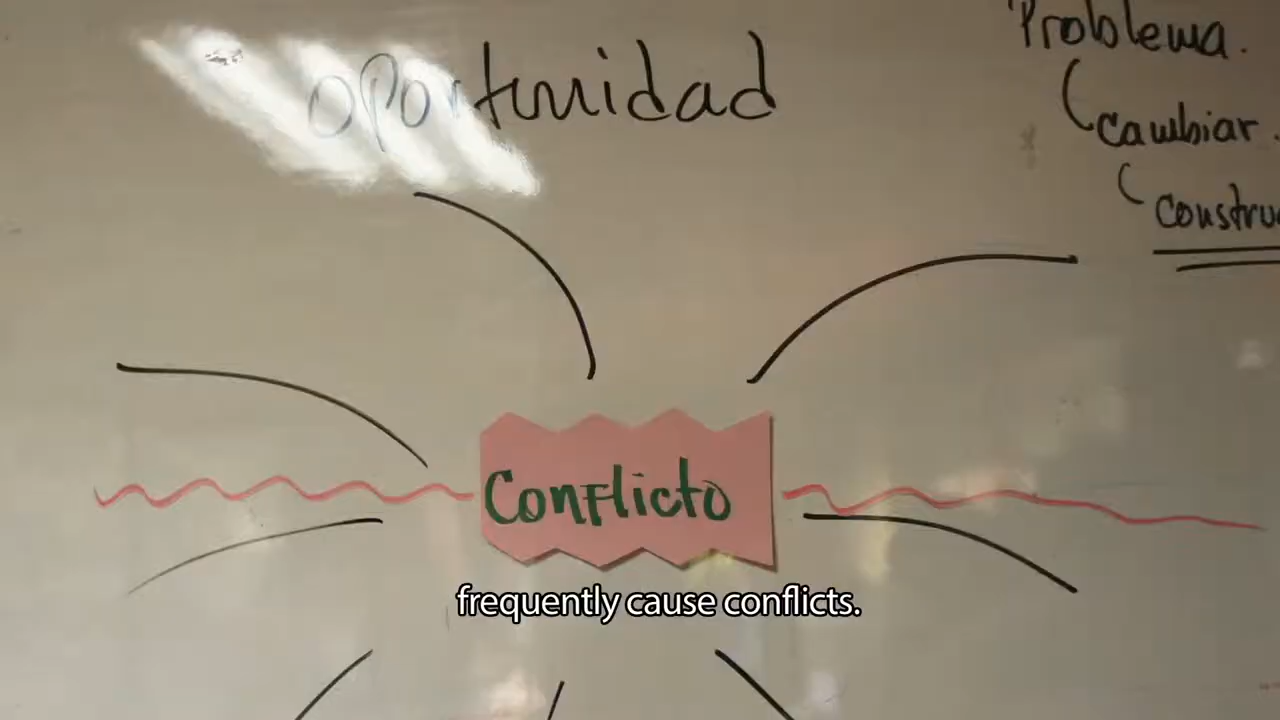 oportunidad
Problema.
cambiar.
constru
Conflicto
frequently cause conflicts.